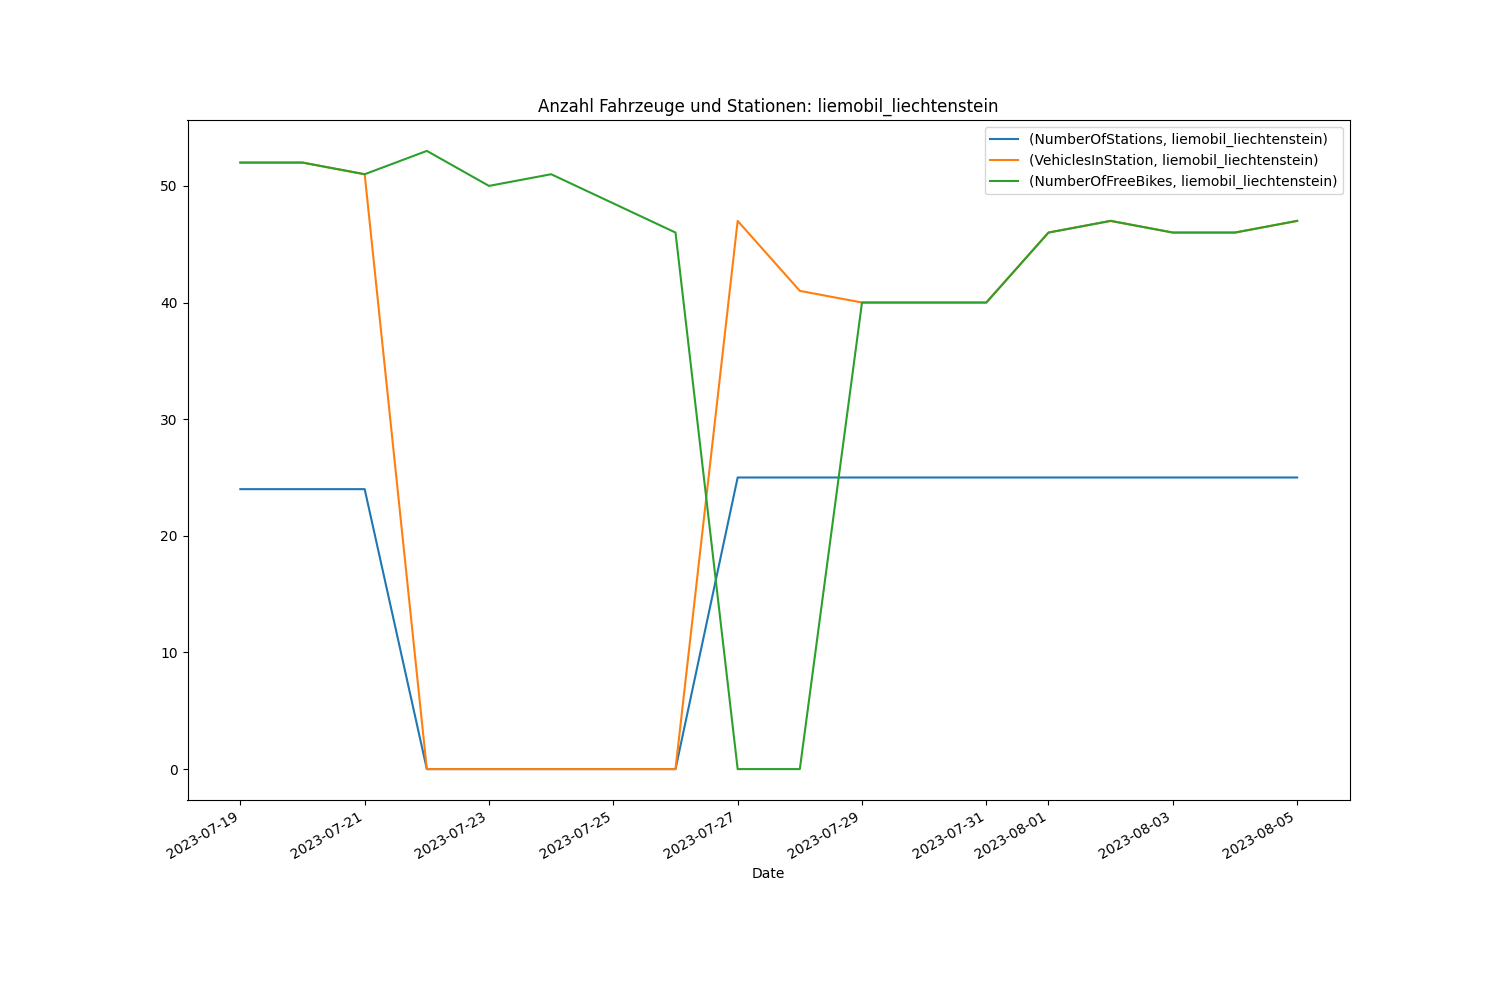 Anzahl Fahrzeuge und Stationen: liemobil_liechtenstein
(NumberOfStations, liemobil_liechtenstein)
(VehiclesInStation, liemobil_liechtenstein)
(NumberOfFreeBikes, liemobil_liechtenstein)
50
40
30
20
10
0
2023-07-19 2023-07-21 2023-07-23 2023-07-25 2023-07-27 2023-07-29 2023-07-31 2023-08-01 2023-08-03 2023-08-05
Date